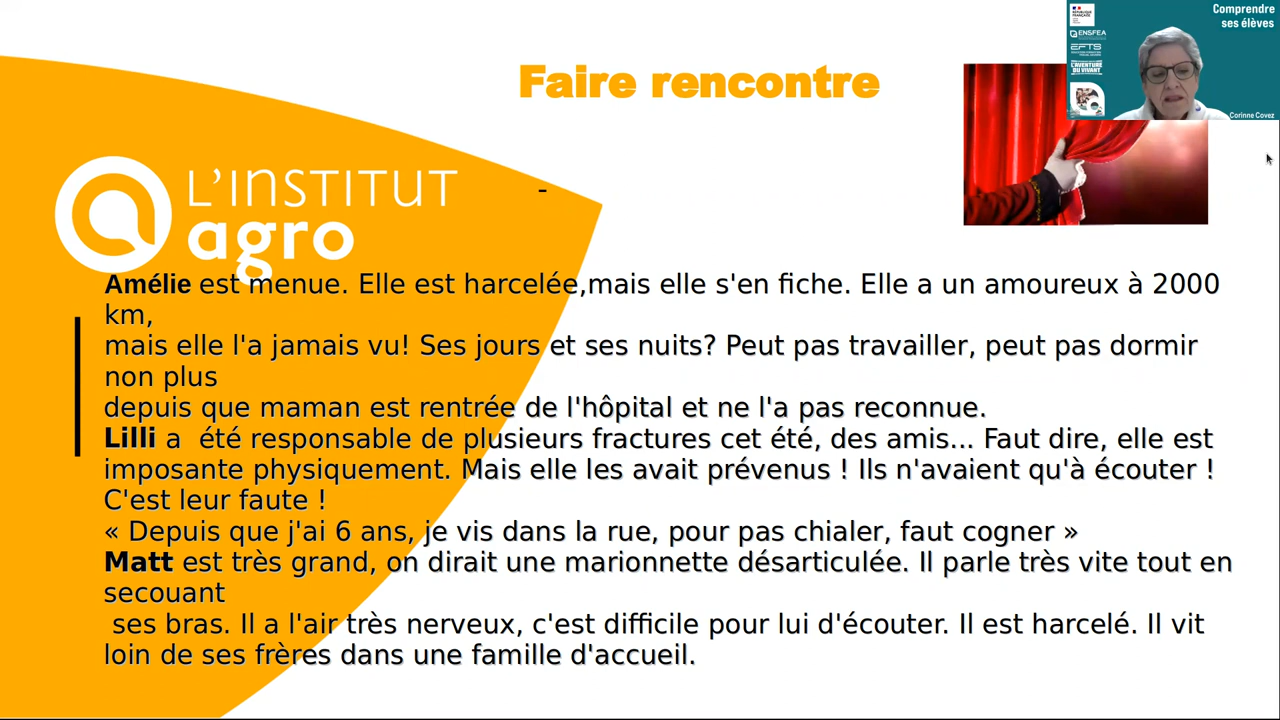 Comprendre
ses élèves
RÉPUBLIQUE
FRANÇAISE
ENSFEA
EFTS
L'AVENTURE
DU VIVANT
Corinne Covez
Faire rencontre
L'INSTITUT
agro
-
Amélie est menue. Elle est harcelée,mais elle s'en fiche. Elle a un amoureux à 2000
km,
mais elle l'a jamais vu! Ses jours et ses nuits? Peut pas travailler, peut pas dormir
non plus
depuis que maman est rentrée de l'hôpital et ne l'a pas reconnue.
Lilli a  été responsable de plusieurs fractures cet été, des amis... Faut dire, elle est
imposante physiquement. Mais elle les avait prévenus ! Ils n'avaient qu'à écouter !
C'est leur faute !
« Depuis que j'ai 6 ans, je vis dans la rue, pour pas chialer, faut cogner »
Matt est très grand, on dirait une marionnette désarticulée. Il parle très vite tout en
secouant
ses bras. Il a l'air très nerveux, c'est difficile pour lui d'écouter. Il est harcelé. Il vit
loin de ses frères dans une famille d'accueil.